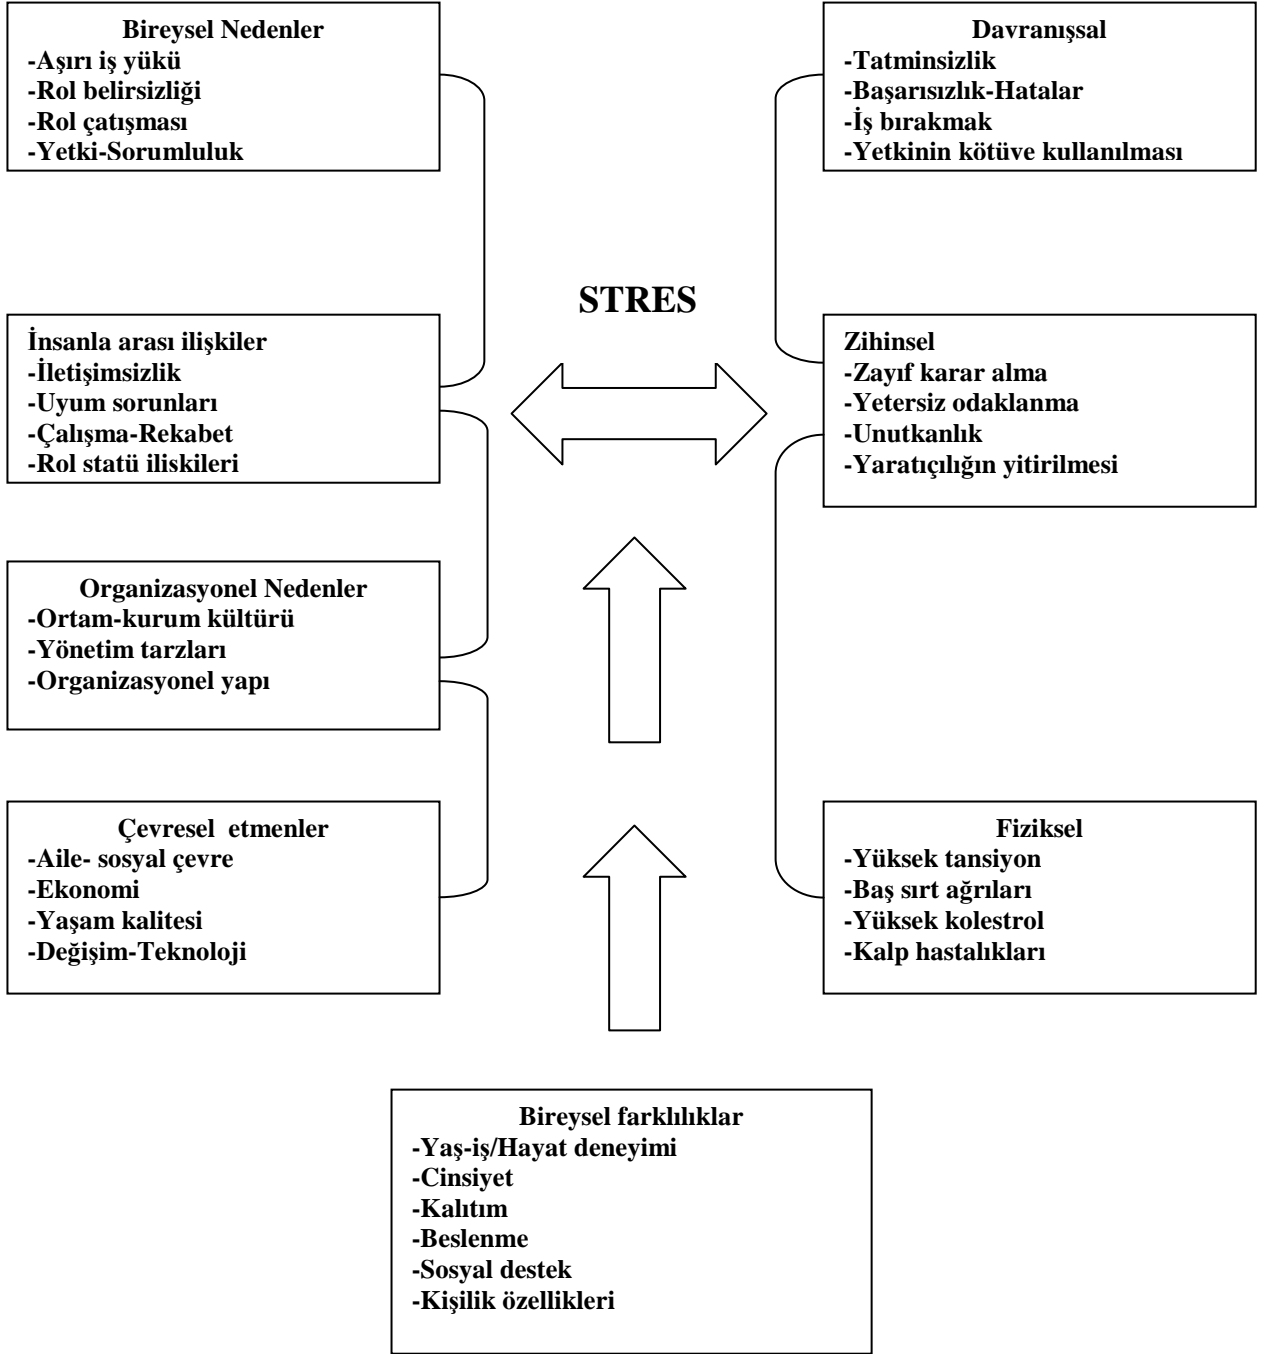 Bireysel Nedenler
-Aşırı iş yükü
-Rol belirsizliği
-Rol çatışması
-Yetki-Sorumluluk
Davranışsal
-Tatminsizlik
-Başarısızlık-Hatalar
-İş bırakmak
-Yetkinin kötüve kullanılması
STRES
İnsanla arası ilişkiler
-İletişimsizlik
-Uyum sorunları
-Çalışma-Rekabet
-Rol statü iliskileri
Zihinsel
-Zayıf karar alma
-Yetersiz odaklanma
-Unutkanlık
-Yaratıçılığın yitirilmesi
Organizasyonel Nedenler
-Ortam-kurum kültürü
-Yönetim tarzları
-Organizasyonel yapı
Çevresel  etmenler
-Aile- sosyal çevre
-Ekonomi
-Yaşam kalitesi
-Değişim-Teknoloji
Fiziksel
-Yüksek tansiyon
-Baş sırt ağrıları
-Yüksek kolestrol
-Kalp hastalıkları
Bireysel farklılıklar
-Yaş-iş/Hayat deneyimi
-Cinsiyet
-Kalıtım
-Beslenme
-Sosyal destek
-Kişilik özellikleri